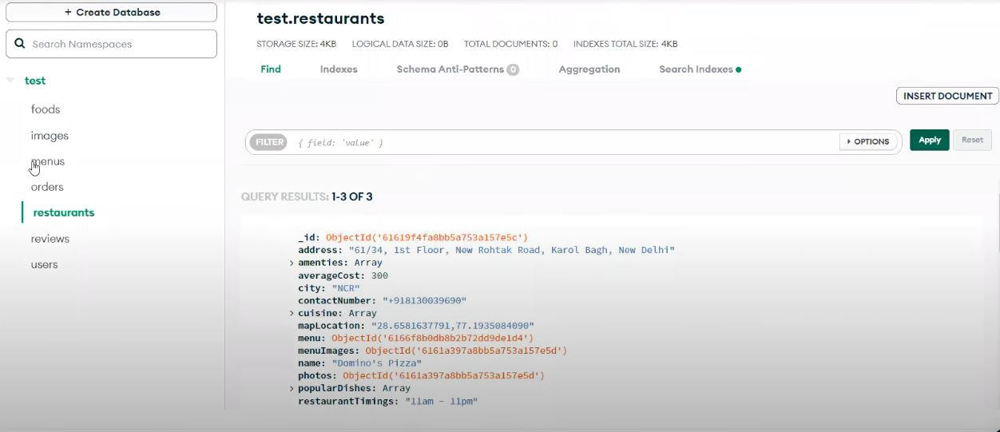 + Create Database
Search Namespaces
test
foods
images
menus
orders
restaurants
reviews
users
test.restaurants
STORAGE SIZE: 4KB LOGICAL DATA SIZE: 0B TOTAL DOCUMENTS: 0 INDEXES TOTAL SIZE: 4KB
Find Indexes Schema Anti-Patterns 0 Aggregation Search Indexes
INSERT DOCUMENT
FILTER { field: 'value' } OPTIONS Apply Reset
QUERY RESULTS: 1-3 OF 3
_id: ObjectId('61619f4fa8bb5a753a157e5c')
address: "61/34, 1st Floor, New Rohtak Road, Karol Bagh, New Delhi"
amenties: Array
averageCost: 300
city: "NCR"
contactNumber: "+918130039690"
cuisine: Array
mapLocation: "28.6581637791,77.1935084090"
menu: ObjectId('6166f8b0db8b2b72dd9de1d4')
menuImages: ObjectId('6161a397a8bb5a753a157e5d')
name: "Domino's Pizza"
photos: ObjectId('6161a397a8bb5a753a157e5d')
popularDishes: Array
restaurantTimings: "11am - 11pm"